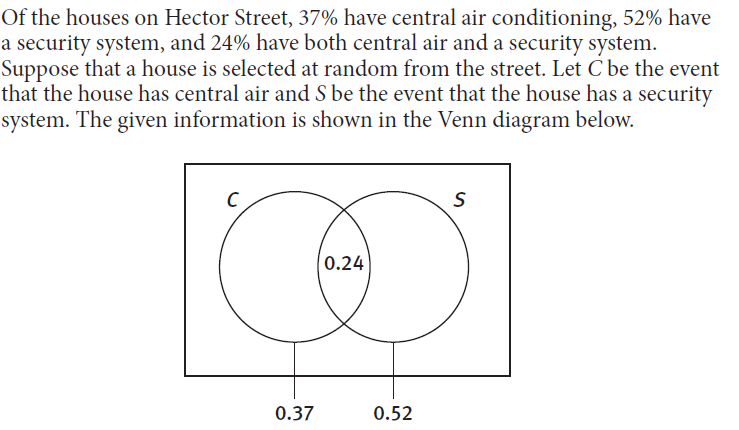 Of the houses on Hector Street, 37% have central air conditioning, 52% have
a security system, and 24% have both central air and a security system.
Suppose that a house is selected at random from the street. Let C be the event
that the house has central air and S be the event that the house has a security
system. The given information is shown in the Venn diagram below.
C S
0.24
0.37 0.52